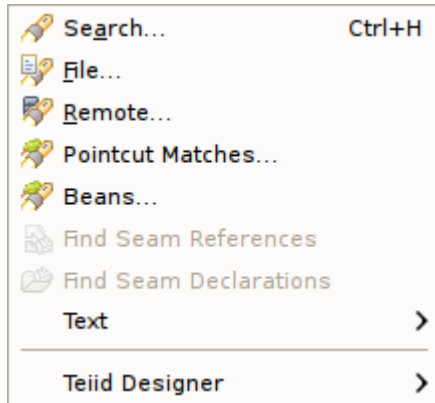 Search... Ctrl+H
File...
Remote...
Pointcut Matches...
Beans...
Find Seam References
Find Seam Declarations
Text
Teiid Designer